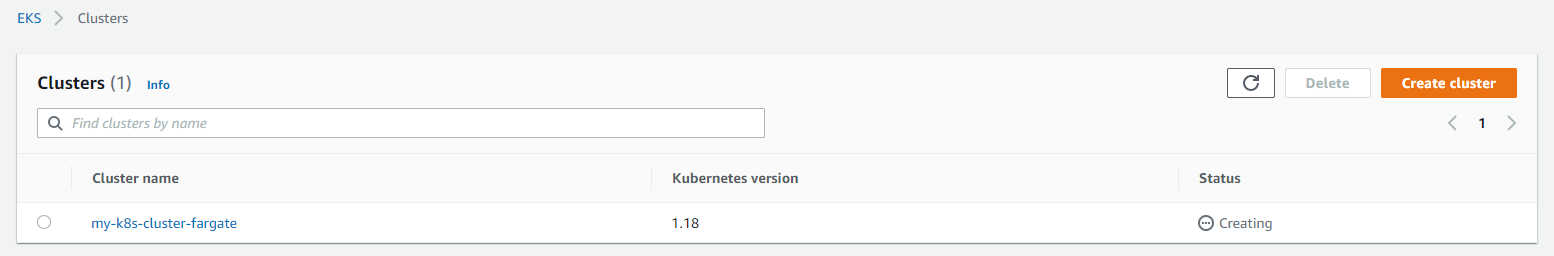 EKS > Clusters
Clusters (1) Info
Delete
Create cluster
Find clusters by name
1
Cluster name Kubernetes version Status
my-k8s-cluster-fargate 1.18 Creating